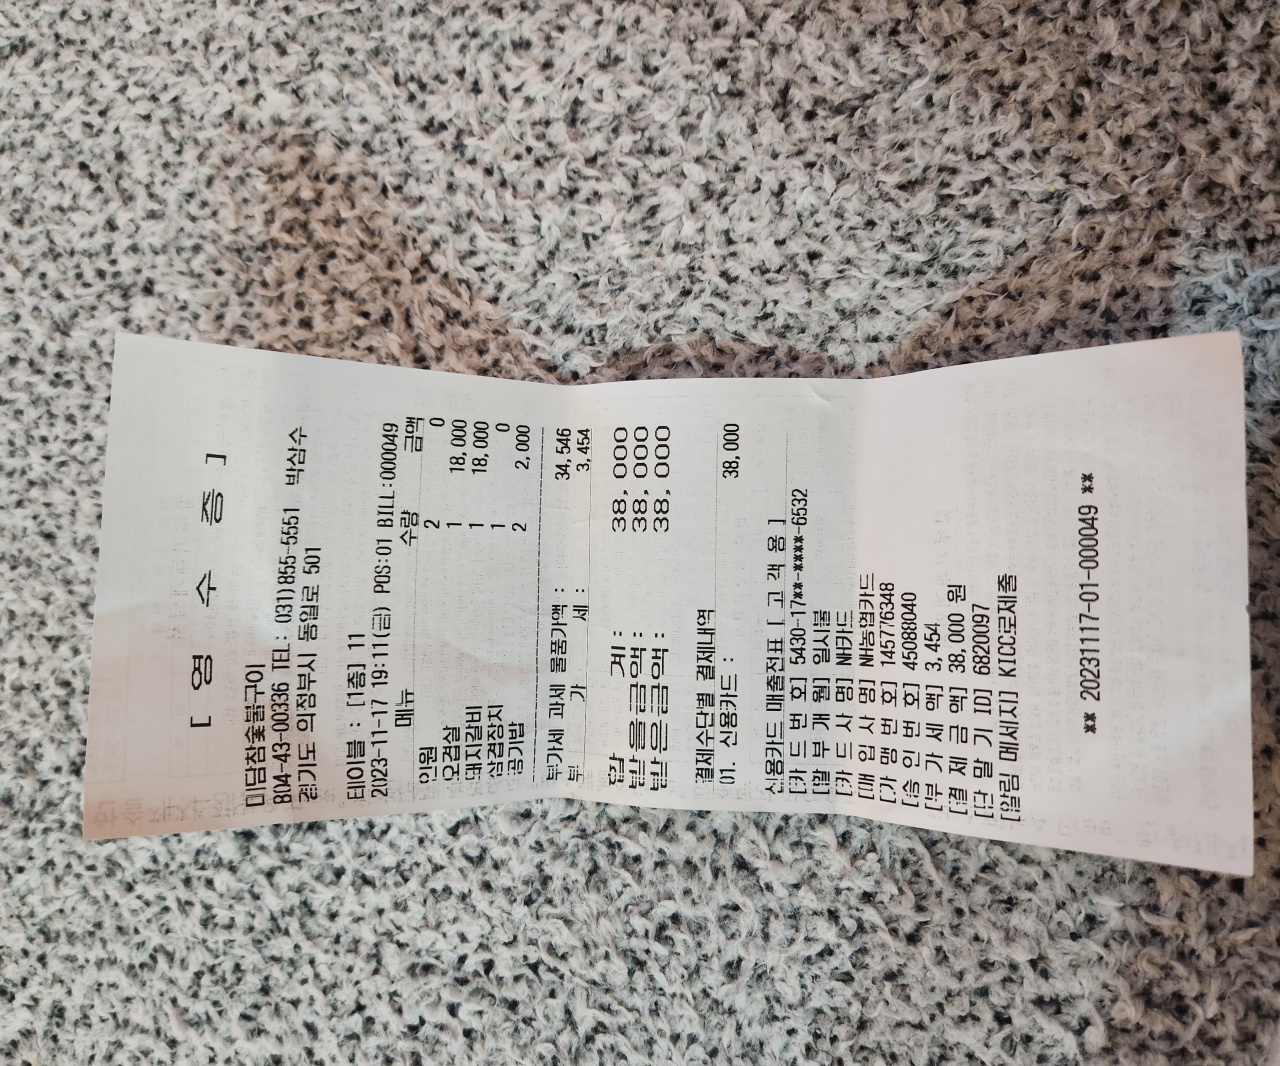 [ 영 수 증 ]
미담참숯불구이
804-43-00336 TEL: 031)855-5551 박삼수
경기도 의정부시 동일로 501
테이블 : [1층] 11
2023-11-17 19:11(금) POS:01 BILL:000049
메뉴 수량 금액
인원 2 0
오겹살 1 18,000
돼지갈비 1 18,000
삼겹장치 1 0
공기밥 2 2,000
부가세 과세 물품가액 : 34,546
부 가 세 : 3,454
합 계 : 38,000
받을금액 : 38,000
받은금액 : 38,000
결제수단별 결제내역
01. 신용카드 : 38,000
신용카드 매출전표 [ 고 객 용 ]
[카 드 번 호] 5430-17**-****-6532
[할 부 개 월] 일시불
[카 드 사 명] NH카드
[매 입 사 명] NH농협카드
[가 맹 번 호] 145776348
[승 인 번 호] 45088040
[부 가 세 액] 3,454
[결 제 금 액] 38,000 원
[단 말 기 ID] 6820097
[알림 메세지] KICC로제출
** 20231117-01-000049 **